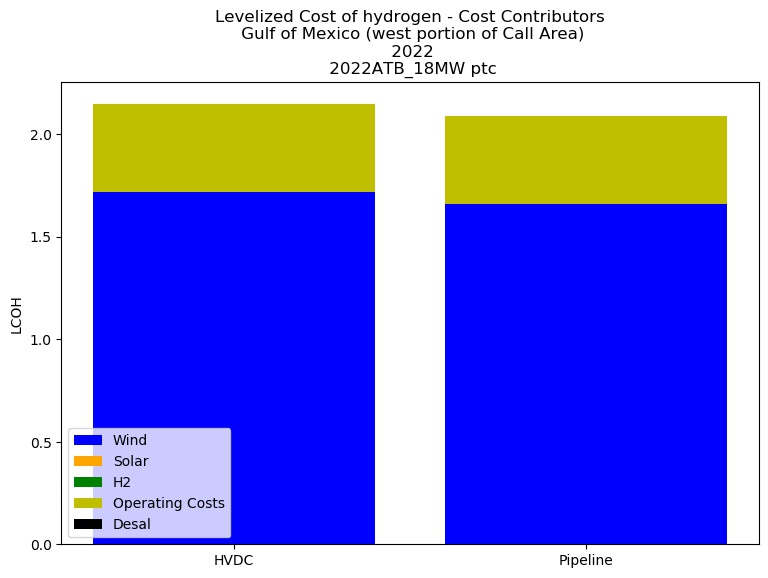 Levelized Cost of hydrogen - Cost Contributors
Gulf of Mexico (west portion of Call Area)
2022
2022ATB_18MW ptc
LCOH
2.0
1.5
1.0
0.5
0.0
Wind
Solar
H2
Operating Costs
Desal
HVDC
Pipeline